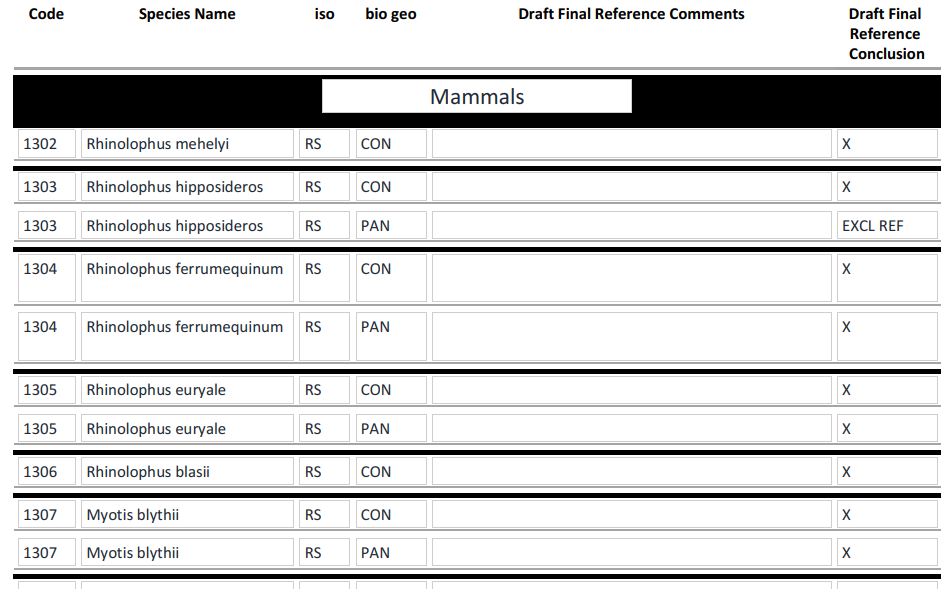 Code Species Name iso bio geo Draft Final Reference Comments Draft Final
Reference
Conclusion
Mammals
1302 Rhinolophus mehelyi RS CON X
1303 Rhinolophus hipposideros RS CON X
1303 Rhinolophus hipposideros RS PAN EXCL REF
1304 Rhinolophus ferrumequinum RS CON X
1304 Rhinolophus ferrumequinum RS PAN X
1305 Rhinolophus euryale RS CON X
1305 Rhinolophus euryale RS PAN X
1306 Rhinolophus blasii RS CON X
1307 Myotis blythii RS CON X
1307 Myotis blythii RS PAN X